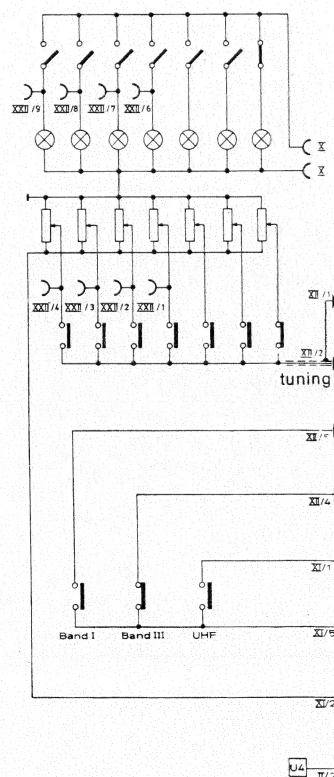 XXII/9 XXII/8 XXII/7 XXII/6
X
X
XXII/4 XXII/3 XXII/2 XXII/1
XII/1
XII/2
tuning
XII/4
XI/1
Band I Band III UHF
XI/5
XI/2
U4